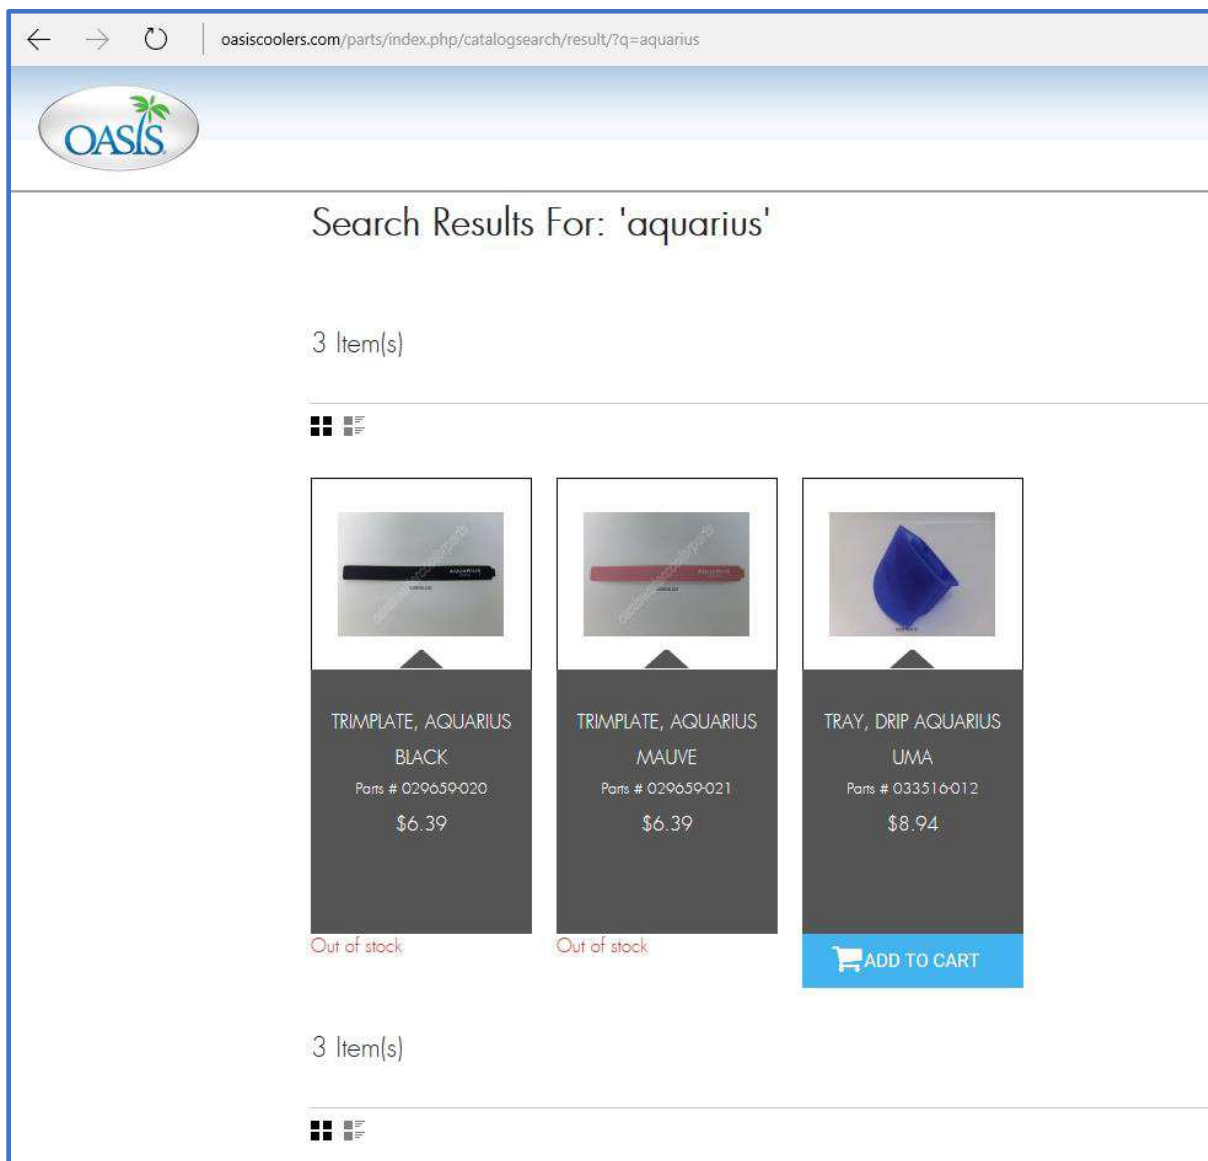 oasiscoolers.com/parts/index.php/catalogsearch/result/?q=aquarius
OASIS
Search Results For: 'aquarius'
3 Item(s)
TRIMPLATE, AQUARIUS
BLACK
Parts # 029659-020
$6.39
Out of stock
TRIMPLATE, AQUARIUS
MAUVE
Parts # 029659-021
$6.39
Out of stock
TRAY, DRIP AQUARIUS
UMA
Parts # 033516-012
$8.94
ADD TO CART
3 Item(s)